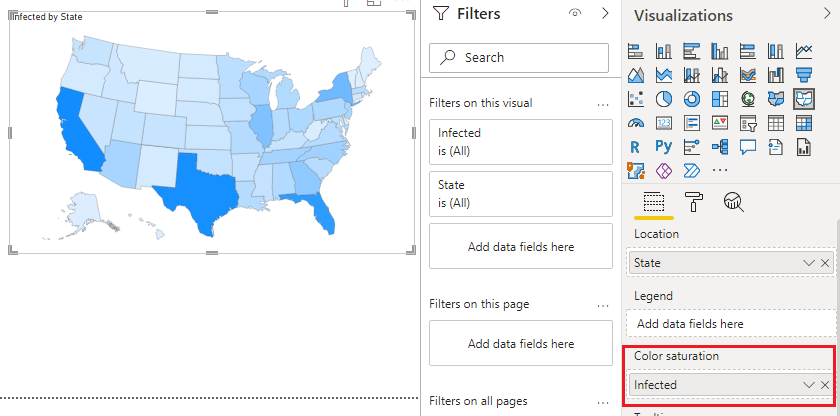 Infected by State
Filters
Search
Filters on this visual
...
Infected
is (All)
State
is (All)
Add data fields here
Filters on this page
...
Add data fields here
Filters on all pages
...
Visualizations
123
R
Py
...
Location
State
Legend
Add data fields here
Color saturation
Infected